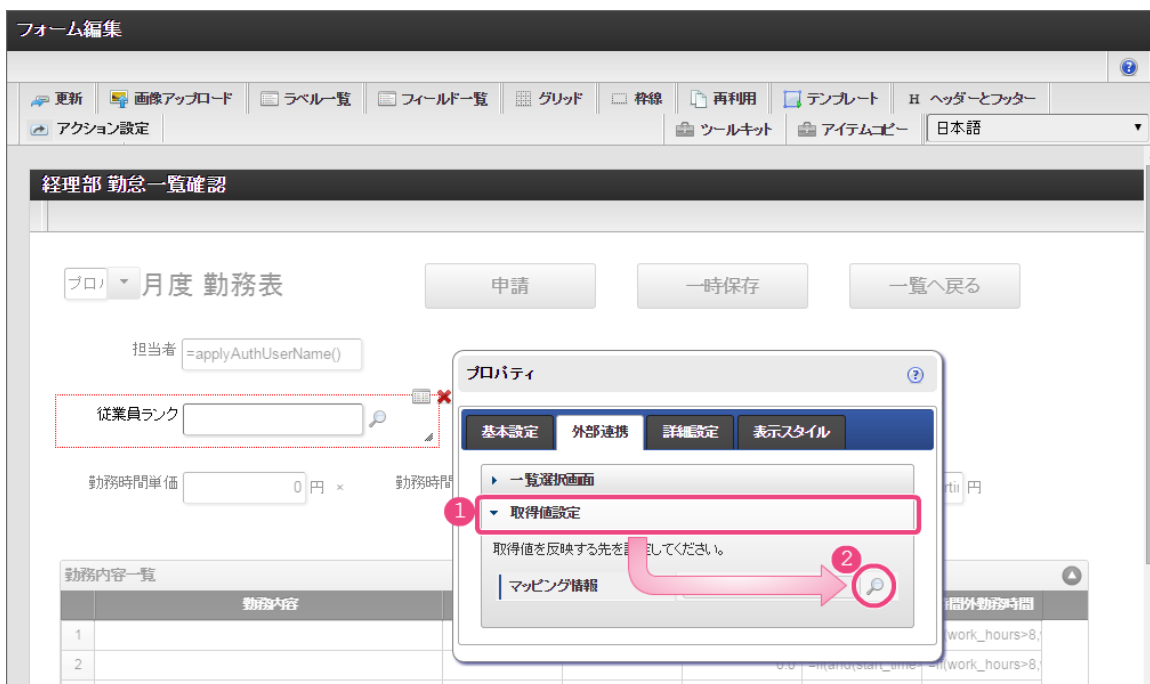 フォーム編集
更新 画像アップロード ラベル一覧 フィールド一覧 グリッド 枠線 再利用 テンプレート H ヘッダーとフッター
アクション設定 ツールキット アイテムコピー 日本語
経理部 勤怠一覧確認
月度 勤務表 申請 一時保存 一覧へ戻る
担当者 =applyAuthUserName()
プロパティ
従業員ランク
基本設定 外部連携 詳細設定 表示スタイル
勤務時間単価 0 円 × 勤務時間 円
一覧選択画面
1 取得値設定
取得値を反映する先を設定してください。
2
マッピング情報
勤務内容一覧
勤務内容 間外勤務時間
1 (work_hours>8,
2 0.0 =if(and(start_time (work_hours>8,